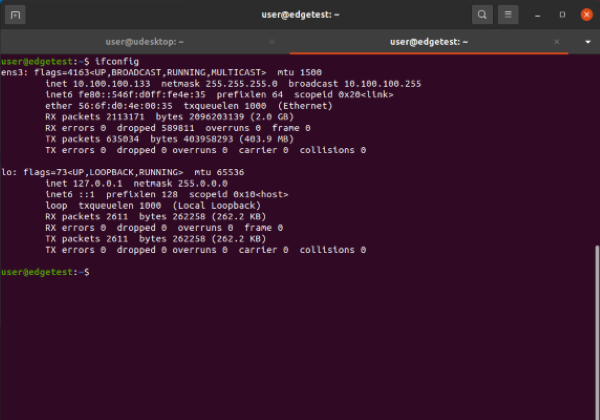 user@edgetest: ~
user@udesktop: ~
user@edgetest: ~
user@edgetest:~$ ifconfig
ens3: flags=4163<UP,BROADCAST,RUNNING,MULTICAST>  mtu 1500
        inet 10.100.100.133  netmask 255.255.255.0  broadcast 10.100.100.255
        inet6 fe80::546f:d0ff:fe4e:35  prefixlen 64  scopeid 0x20<link>
        ether 56:6f:d0:4e:00:35  txqueuelen 1000  (Ethernet)
        RX packets 2113171  bytes 2096203139 (2.0 GB)
        RX errors 0  dropped 589811  overruns 0  frame 0
        TX packets 635034  bytes 403958293 (403.9 MB)
        TX errors 0  dropped 0 overruns 0  carrier 0  collisions 0
lo: flags=73<UP,LOOPBACK,RUNNING>  mtu 65536
        inet 127.0.0.1  netmask 255.0.0.0
        inet6 ::1  prefixlen 128  scopeid 0x10<host>
        loop  txqueuelen 1000  (Local Loopback)
        RX packets 2611  bytes 262258 (262.2 KB)
        RX errors 0  dropped 0  overruns 0  frame 0
        TX packets 2611  bytes 262258 (262.2 KB)
        TX errors 0  dropped 0 overruns 0  carrier 0  collisions 0
user@edgetest:~$